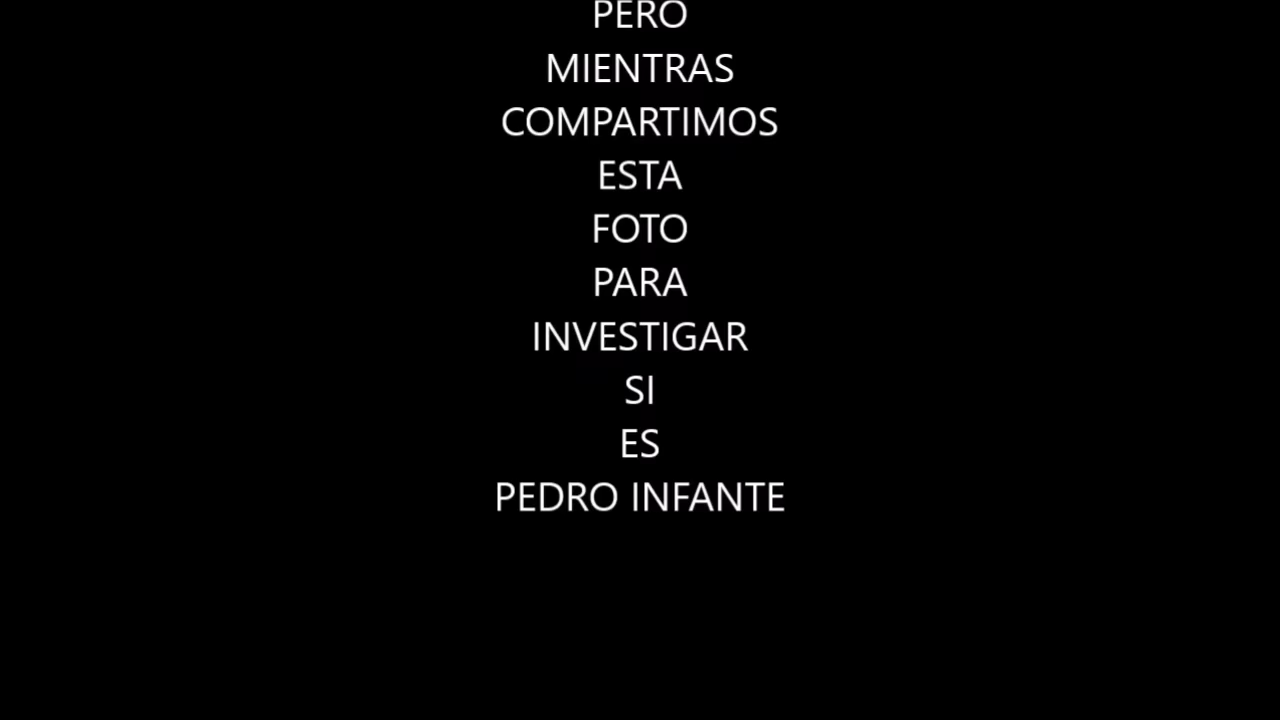 PERO
MIENTRAS
COMPARTIMOS
ESTA
FOTO
PARA
INVESTIGAR
SI
ES
PEDRO INFANTE